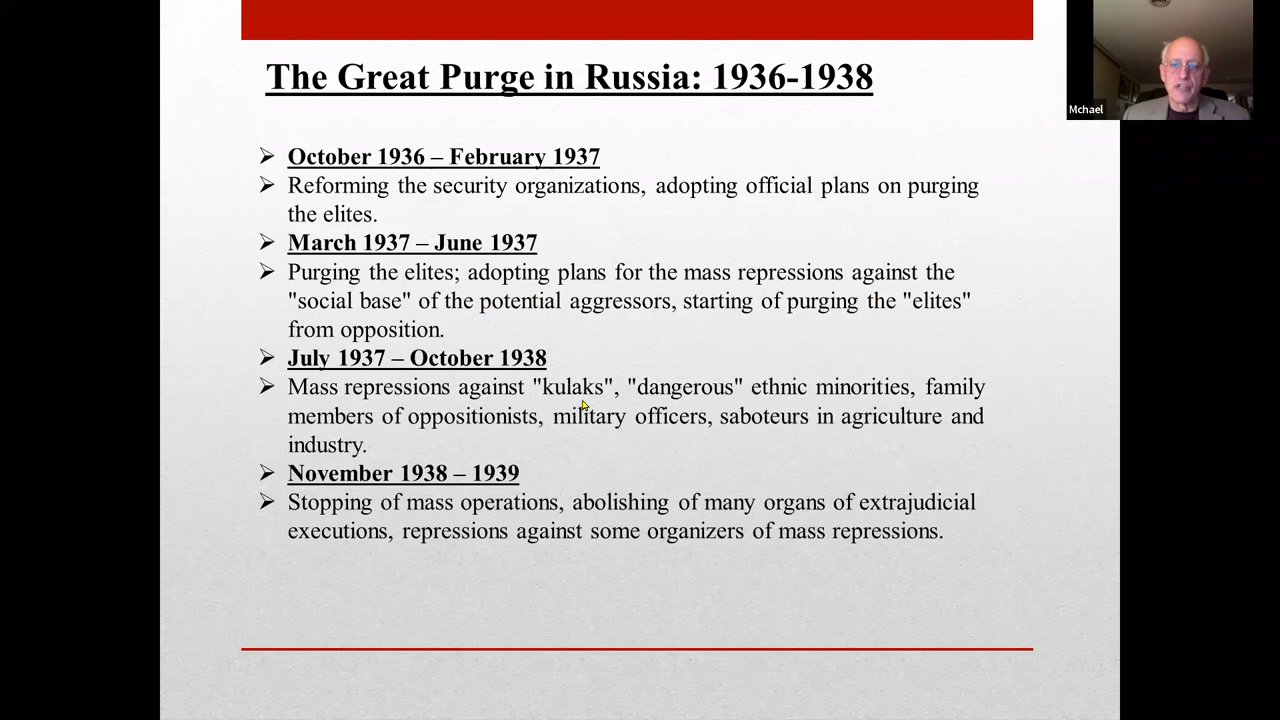 The Great Purge in Russia: 1936-1938
Mchael
➢ October 1936 – February 1937
➢ Reforming the security organizations, adopting official plans on purging
the elites.
➢ March 1937 – June 1937
➢ Purging the elites; adopting plans for the mass repressions against the
"social base" of the potential aggressors, starting of purging the "elites"
from opposition.
➢ July 1937 – October 1938
➢ Mass repressions against "kulaks", "dangerous" ethnic minorities, family
members of oppositionists, military officers, saboteurs in agriculture and
industry.
➢ November 1938 – 1939
➢ Stopping of mass operations, abolishing of many organs of extrajudicial
executions, repressions against some organizers of mass repressions.